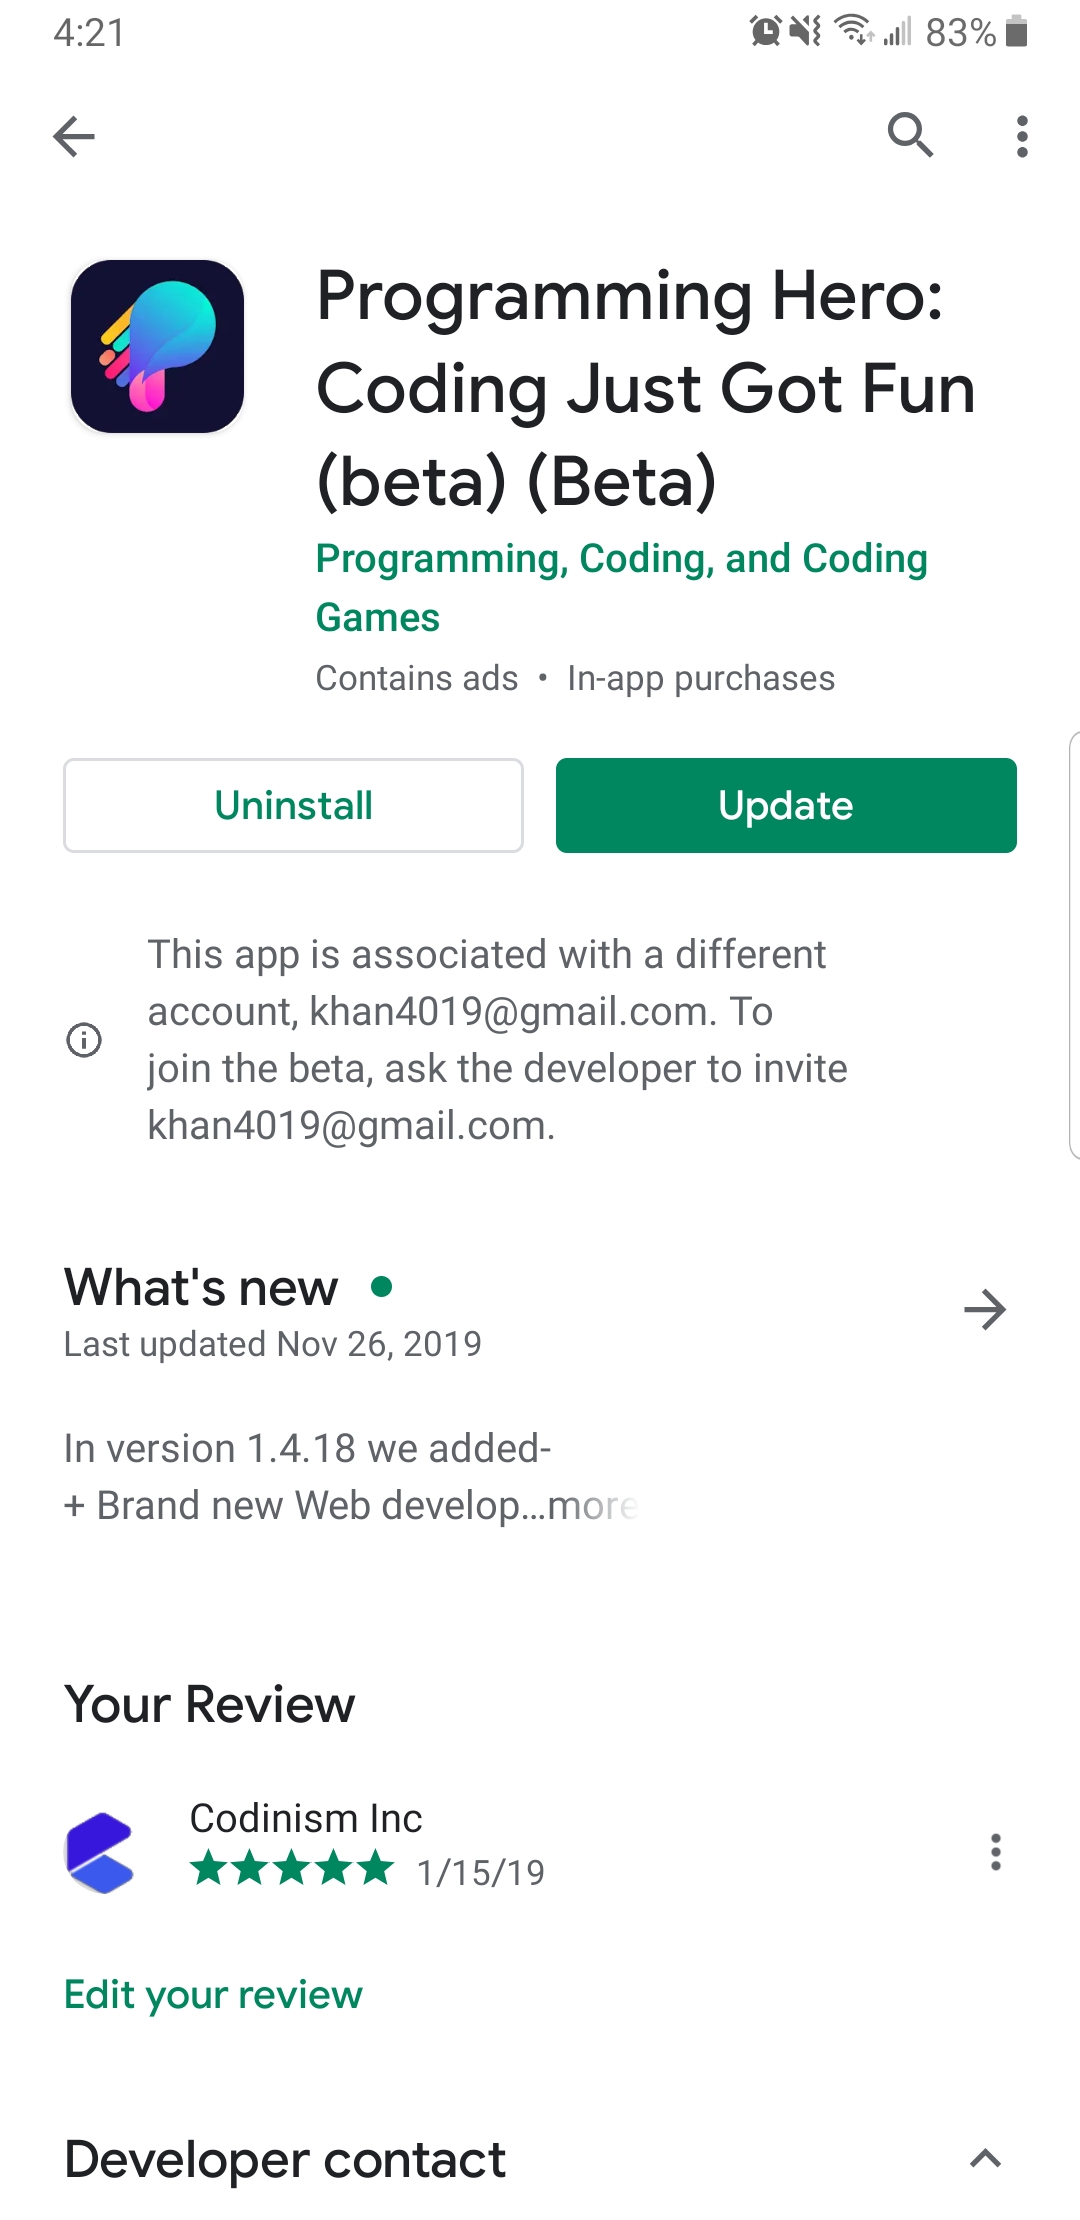 4:21
83%
Programming Hero:
Coding Just Got Fun
(beta) (Beta)
Programming, Coding, and Coding
Games
Contains ads • In-app purchases
Uninstall
Update
This app is associated with a different
account, khan4019@gmail.com. To
join the beta, ask the developer to invite
khan4019@gmail.com.
What's new
Last updated Nov 26, 2019
In version 1.4.18 we added-
+ Brand new Web develop...more
Your Review
Codinism Inc
1/15/19
Edit your review
Developer contact